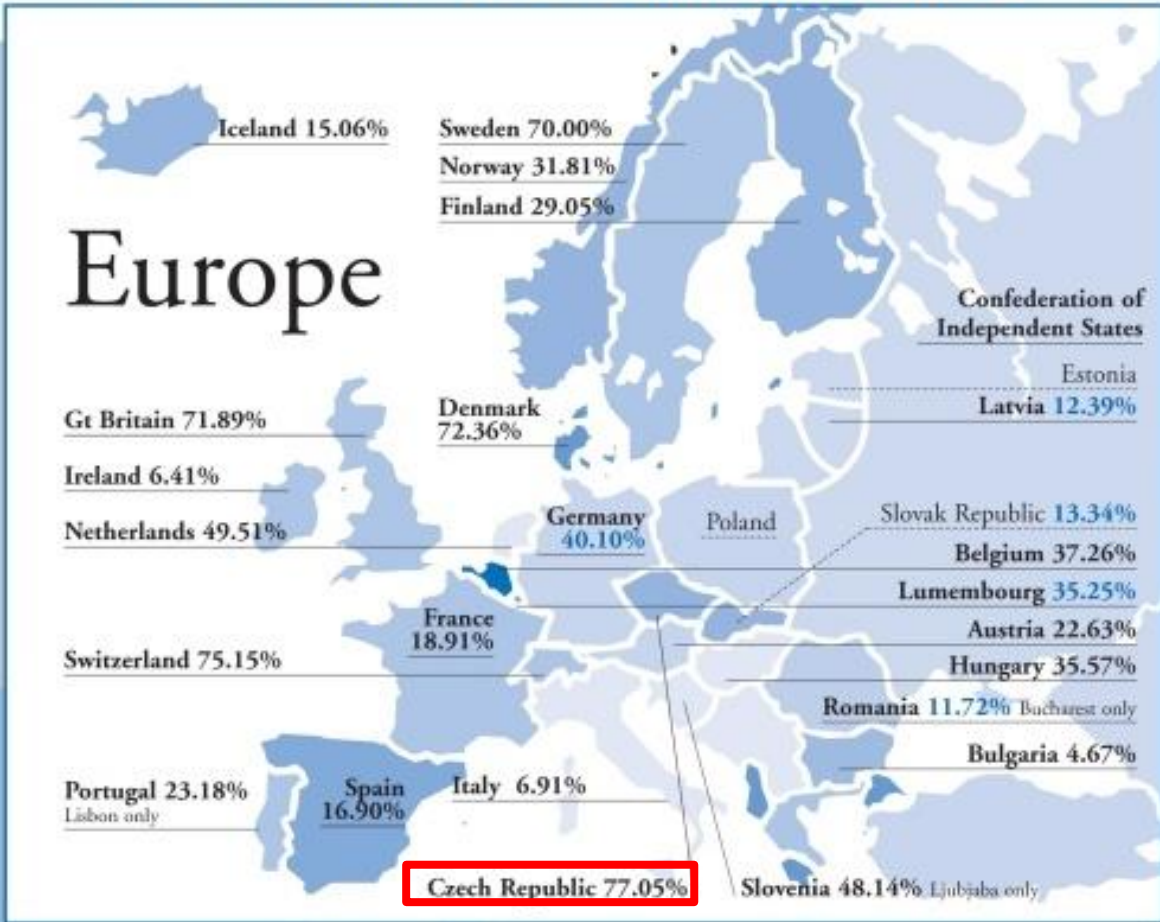 Iceland 15.06%
Sweden 70.00%
Norway 31.81%
Finland 29.05%
Europe
Confederation of
Independent States
Estonia
Latvia 12.39%
Gt Britain 71.89%
Denmark
72.36%
Ireland 6.41%
Netherlands 49.51%
Germany
40.10%
Poland
Slovak Republic 13.34%
Belgium 37.26%
Lumembourg 35.25%
France
18.91%
Austria 22.63%
Switzerland 75.15%
Hungary 35.57%
Romania 11.72% Bucharest only
Bulgaria 4.67%
Portugal 23.18%
Lisbon only
Spain
16.90%
Italy 6.91%
Czech Republic 77.05%
Slovenia 48.14% Ljubjaba only